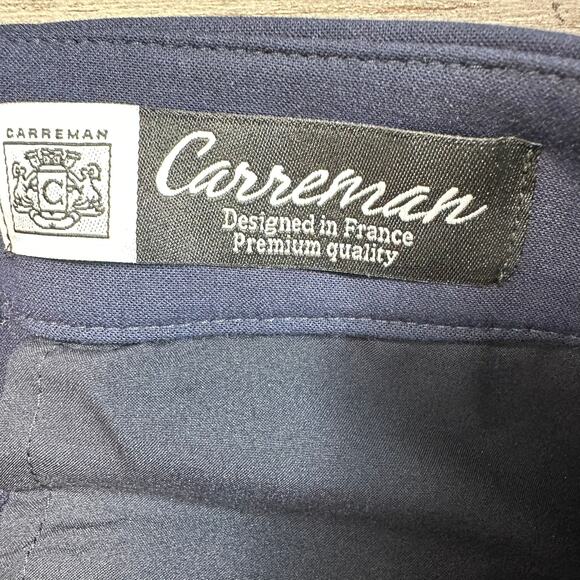 CARREMAN
C
Carreman
Designed in France
Premium quality